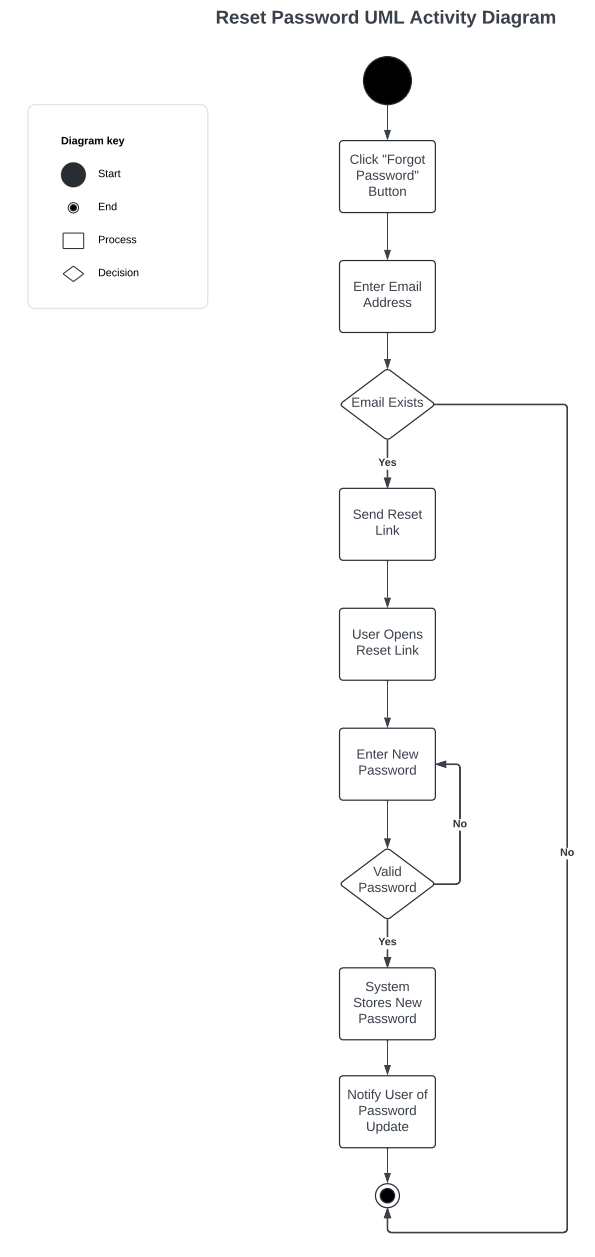 Reset Password UML Activity Diagram
Diagram key
Start
End
Process
Decision
Click "Forgot
Password"
Button
Enter Email
Address
Email Exists
Yes
Send Reset
Link
User Opens
Reset Link
Enter New
Password
No
No
Valid
Password
Yes
System
Stores New
Password
Notify User of
Password
Update